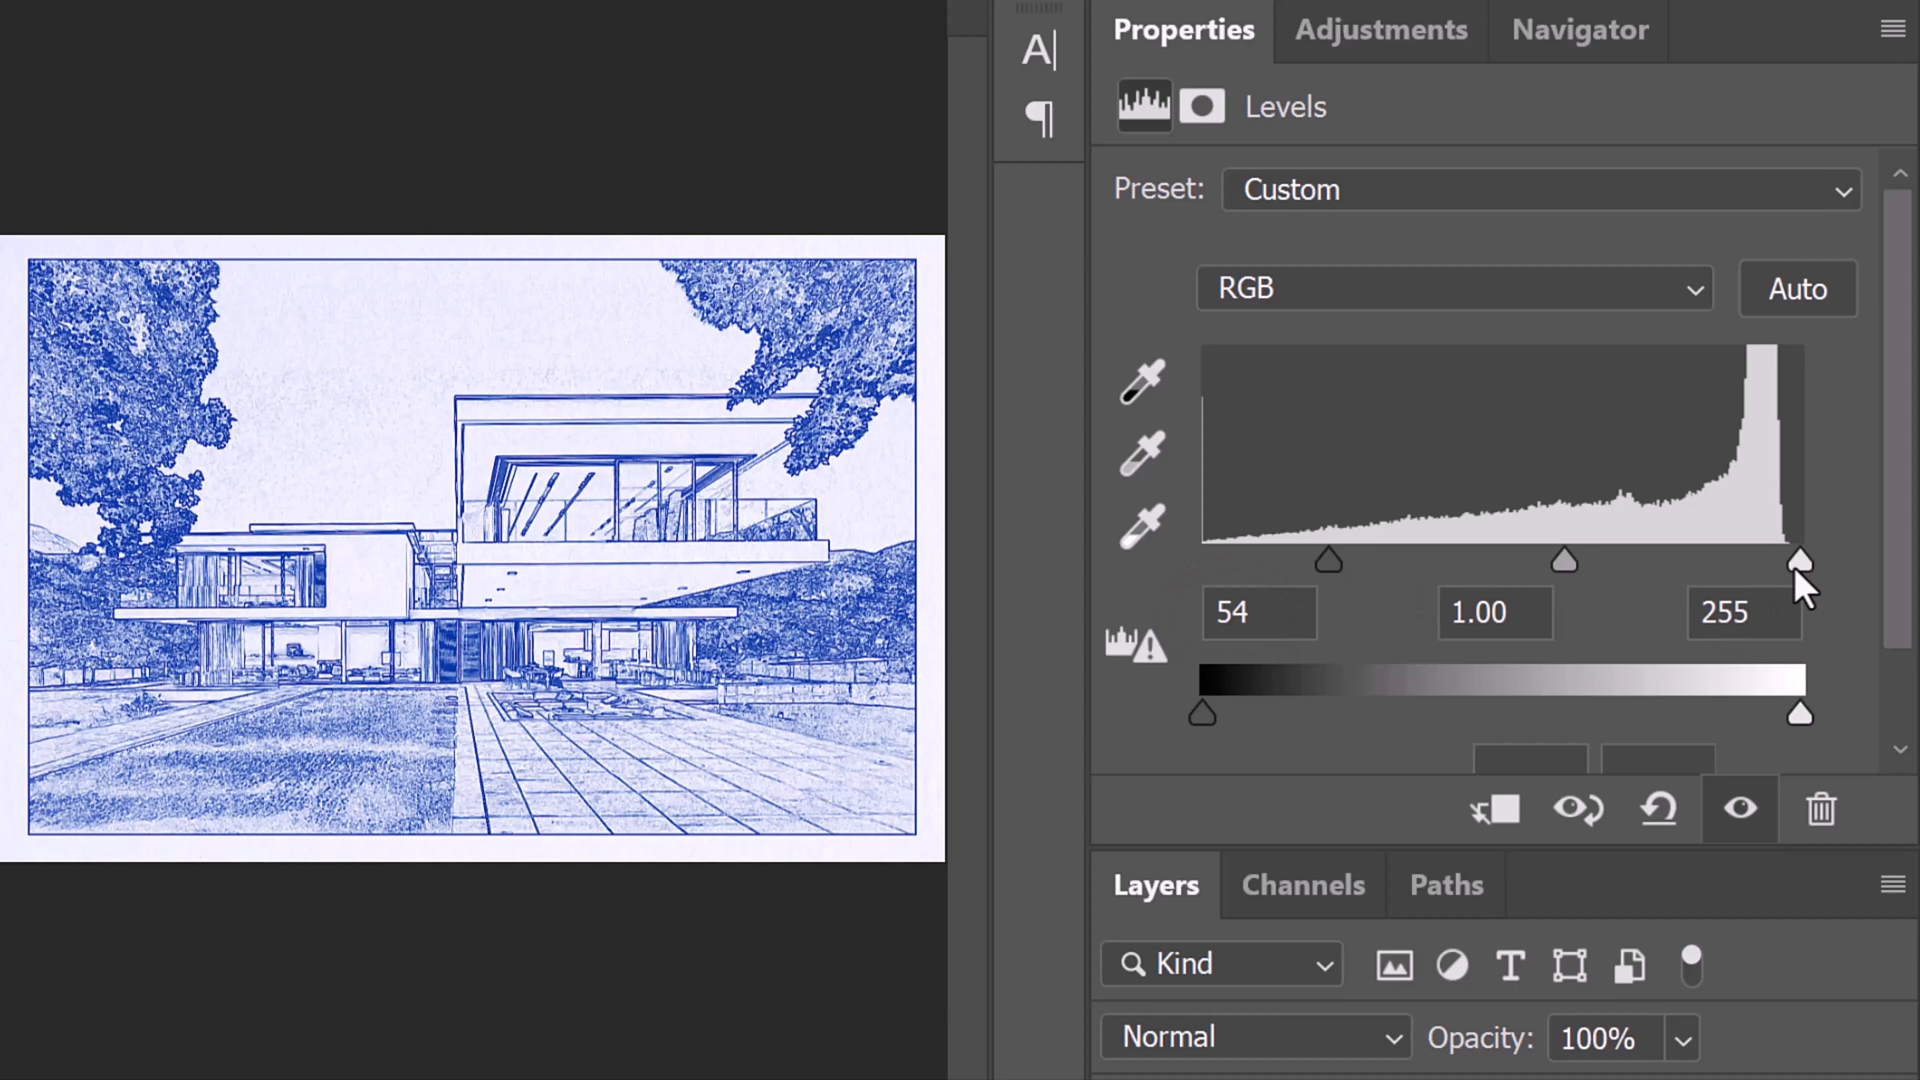 Properties Adjustments Navigator
A
¶
Levels
Preset: Custom
RGB Auto
54 1.00 255
Layers Channels Paths
Kind T
Normal Opacity: 100%